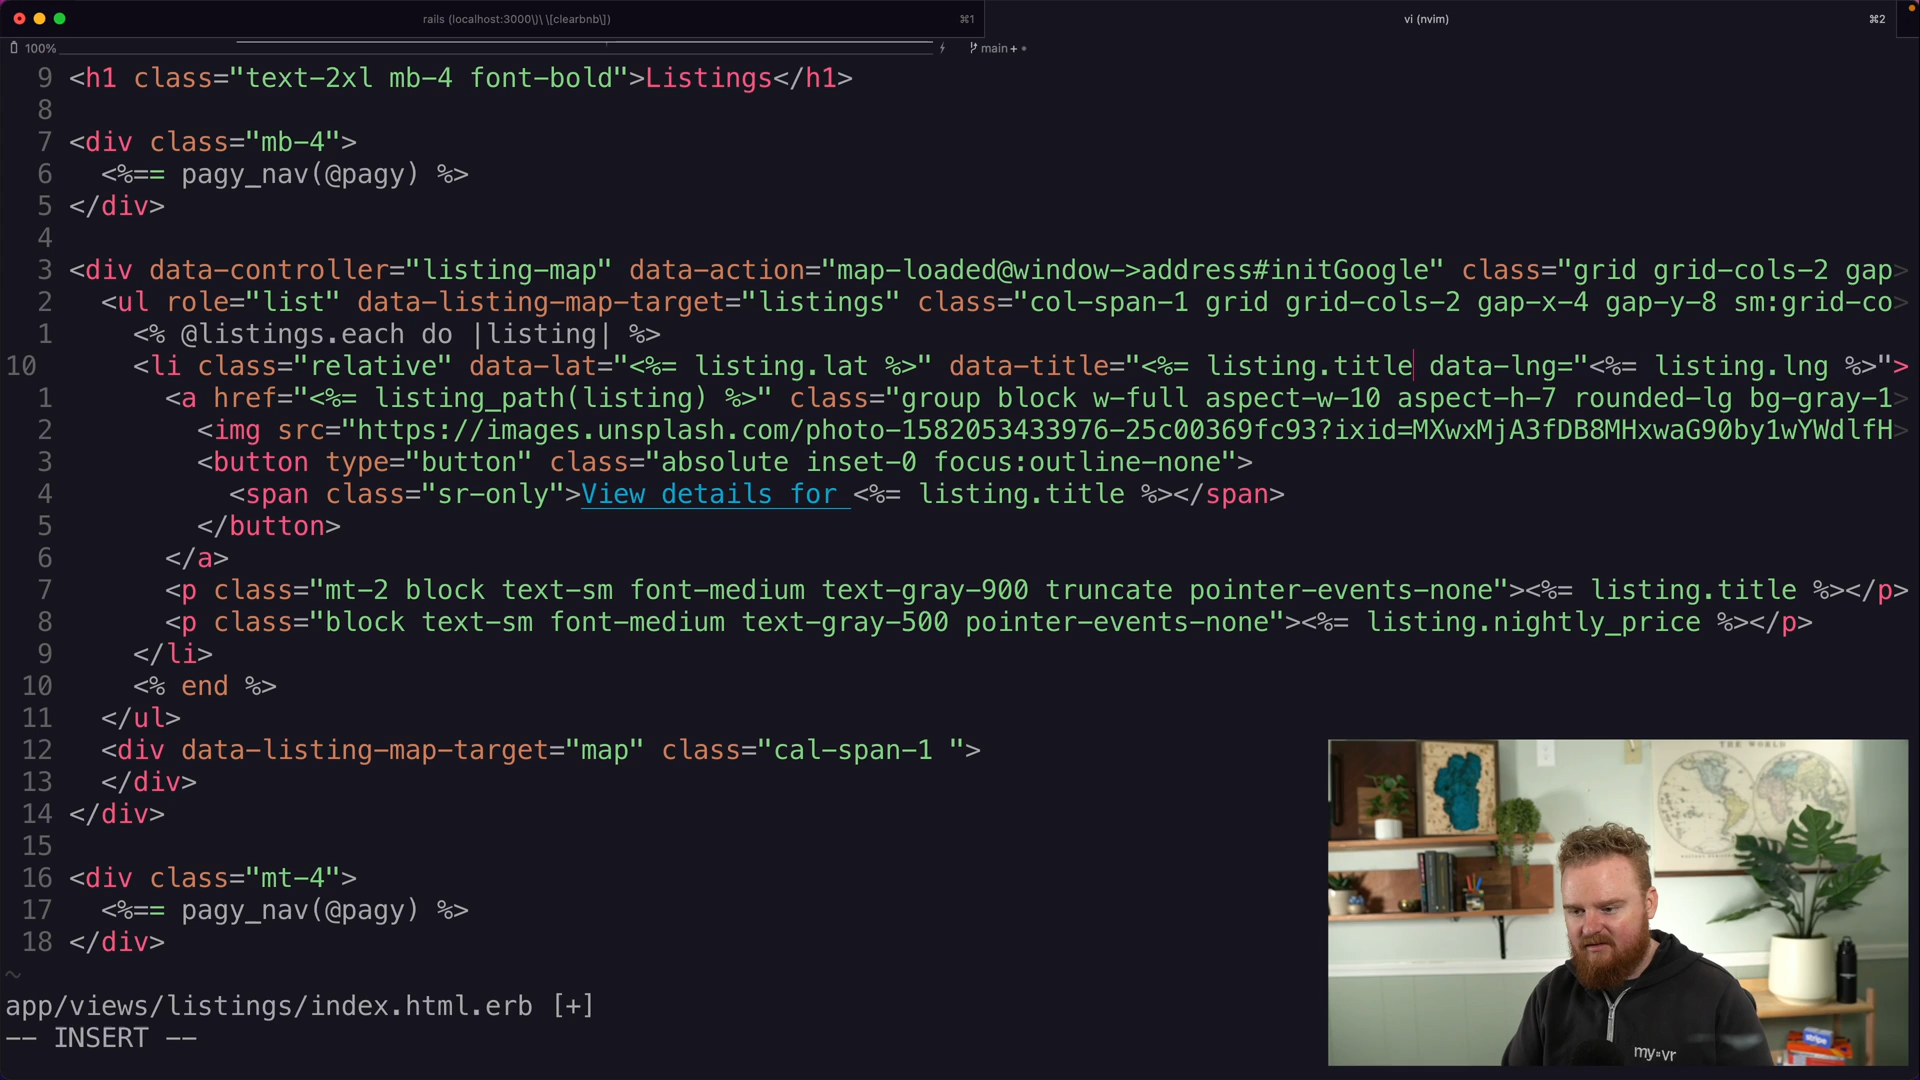 rails (localhost:3000\)\ \[clearbnb\])
⌘1
vi (nvim)
⌘2
100%
main+
9 <h1 class="text-2xl mb-4 font-bold">Listings</h1>
8
7 <div class="mb-4">
6   <%== pagy_nav(@pagy) %>
5 </div>
4
3 <div data-controller="listing-map" data-action="map-loaded@window->address#initGoogle" class="grid grid-cols-2 gap>
2   <ul role="list" data-listing-map-target="listings" class="col-span-1 grid grid-cols-2 gap-x-4 gap-y-8 sm:grid-co>
1     <% @listings.each do |listing| %>
10     <li class="relative" data-lat="<%= listing.lat %>" data-title="<%= listing.title data-lng="<%= listing.lng %>">
1       <a href="<%= listing_path(listing) %>" class="group block w-full aspect-w-10 aspect-h-7 rounded-lg bg-gray-1>
2         <img src="https://images.unsplash.com/photo-1582053433976-25c00369fc93?ixid=MXwxMjA3fDB8MHxwaG90by1wYWdlfH>
3         <button type="button" class="absolute inset-0 focus:outline-none">
4           <span class="sr-only">View details for <%= listing.title %></span>
5         </button>
6       </a>
7       <p class="mt-2 block text-sm font-medium text-gray-900 truncate pointer-events-none"><%= listing.title %></p>
8       <p class="block text-sm font-medium text-gray-500 pointer-events-none"><%= listing.nightly_price %></p>
9     </li>
10     <% end %>
11   </ul>
12   <div data-listing-map-target="map" class="cal-span-1 ">
13   </div>
14 </div>
15
16 <div class="mt-4">
17   <%== pagy_nav(@pagy) %>
18 </div>
~
app/views/listings/index.html.erb [+]
-- INSERT --
THE WORLD
my vr
stripe